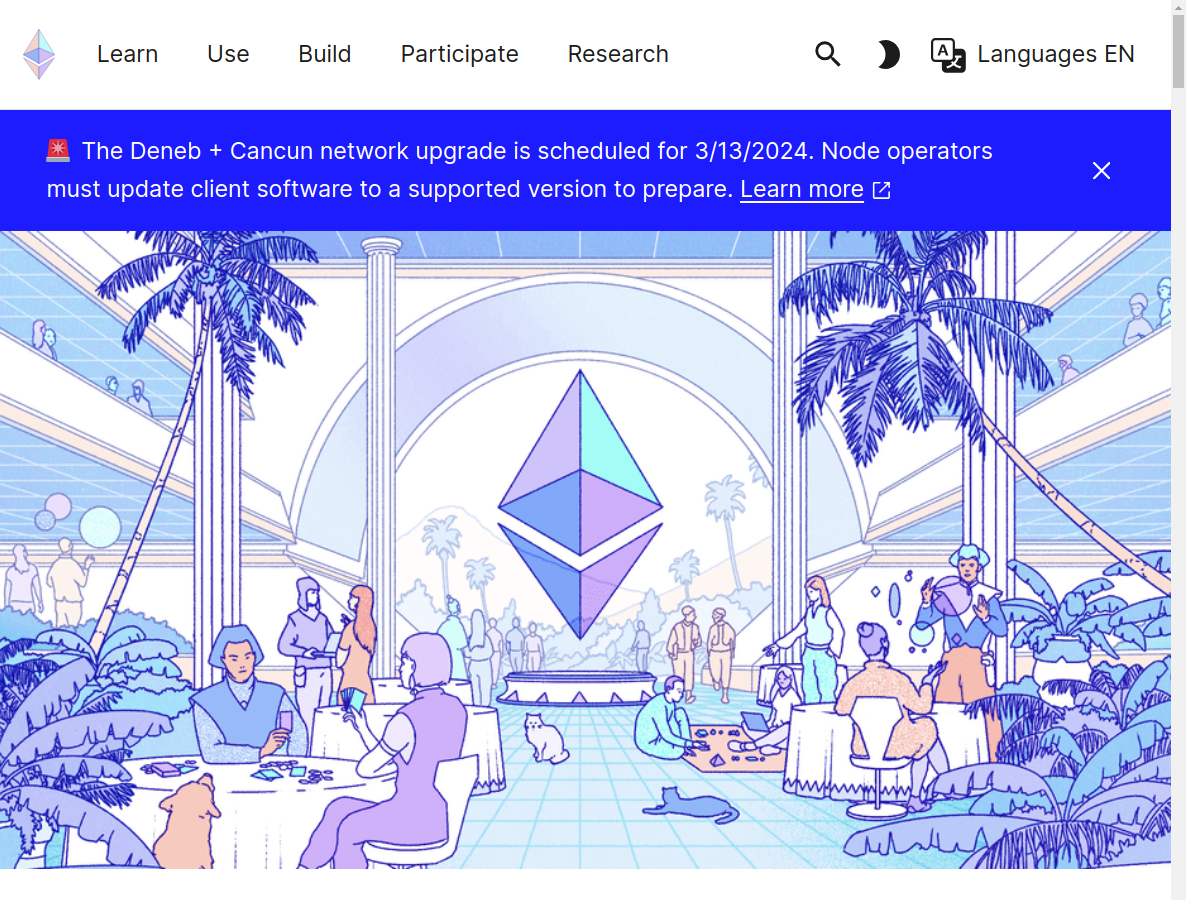 Learn Use Build Participate Research Languages EN
The Deneb + Cancun network upgrade is scheduled for 3/13/2024. Node operators
must update client software to a supported version to prepare. Learn more